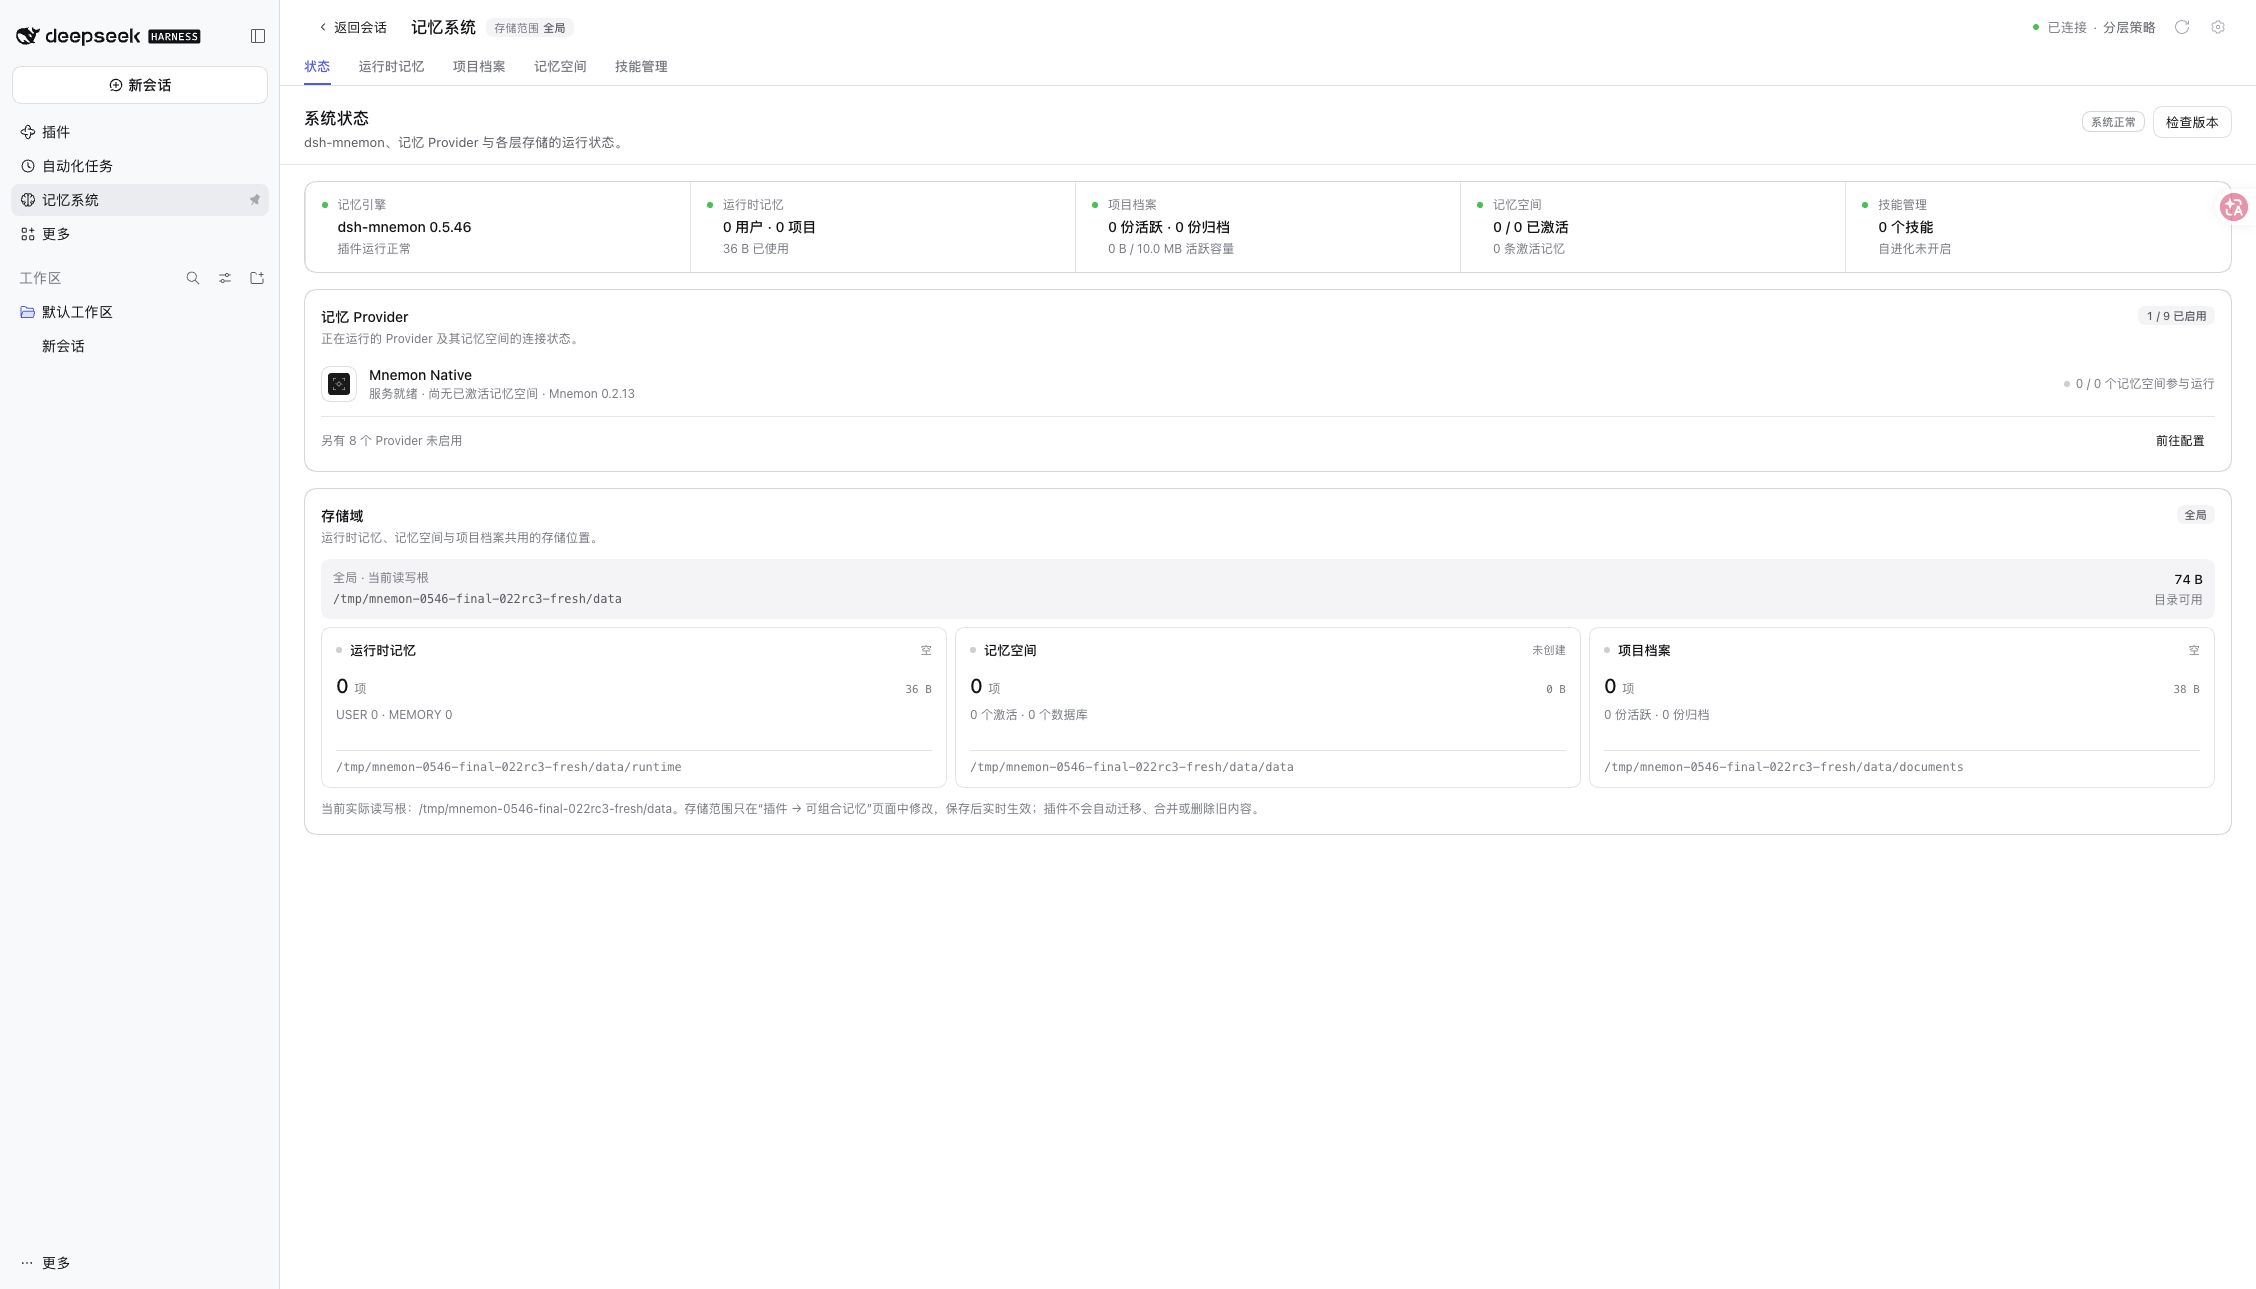 deepseek HARNESS
新会话
插件
自动化任务
记忆系统
更多
工作区
默认工作区
新会话
更多
返回会话 记忆系统 存储范围 全局
已连接 · 分层策略
状态 运行时记忆 项目档案 记忆空间 技能管理
系统状态
dsh-mnemon、记忆 Provider 与各层存储的运行状态。
系统正常 检查版本
记忆引擎
dsh-mnemon 0.5.46
插件运行正常
运行时记忆
0 用户 · 0 项目
36 B 已使用
项目档案
0 份活跃 · 0 份归档
0 B / 10.0 MB 活跃容量
记忆空间
0 / 0 已激活
0 条激活记忆
技能管理
0 个技能
自进化未开启
记忆 Provider
正在运行的 Provider 及其记忆空间的连接状态。
1 / 9 已启用
Mnemon Native
服务就绪 · 尚无已激活记忆空间 · Mnemon 0.2.13
0 / 0 个记忆空间参与运行
另有 8 个 Provider 未启用
前往配置
存储域
运行时记忆、记忆空间与项目档案共用的存储位置。
全局
全局 · 当前读写根
/tmp/mnemon-0546-final-022rc3-fresh/data
74 B
目录可用
运行时记忆 空
0 项 36 B
USER 0 · MEMORY 0
/tmp/mnemon-0546-final-022rc3-fresh/data/runtime
记忆空间 未创建
0 项 0 B
0 个激活 · 0 个数据库
/tmp/mnemon-0546-final-022rc3-fresh/data/data
项目档案 空
0 项 38 B
0 份活跃 · 0 份归档
/tmp/mnemon-0546-final-022rc3-fresh/data/documents
当前实际读写根：/tmp/mnemon-0546-final-022rc3-fresh/data。存储范围只在“插件 → 可组合记忆”页面中修改，保存后实时生效；插件不会自动迁移、合并或删除旧内容。